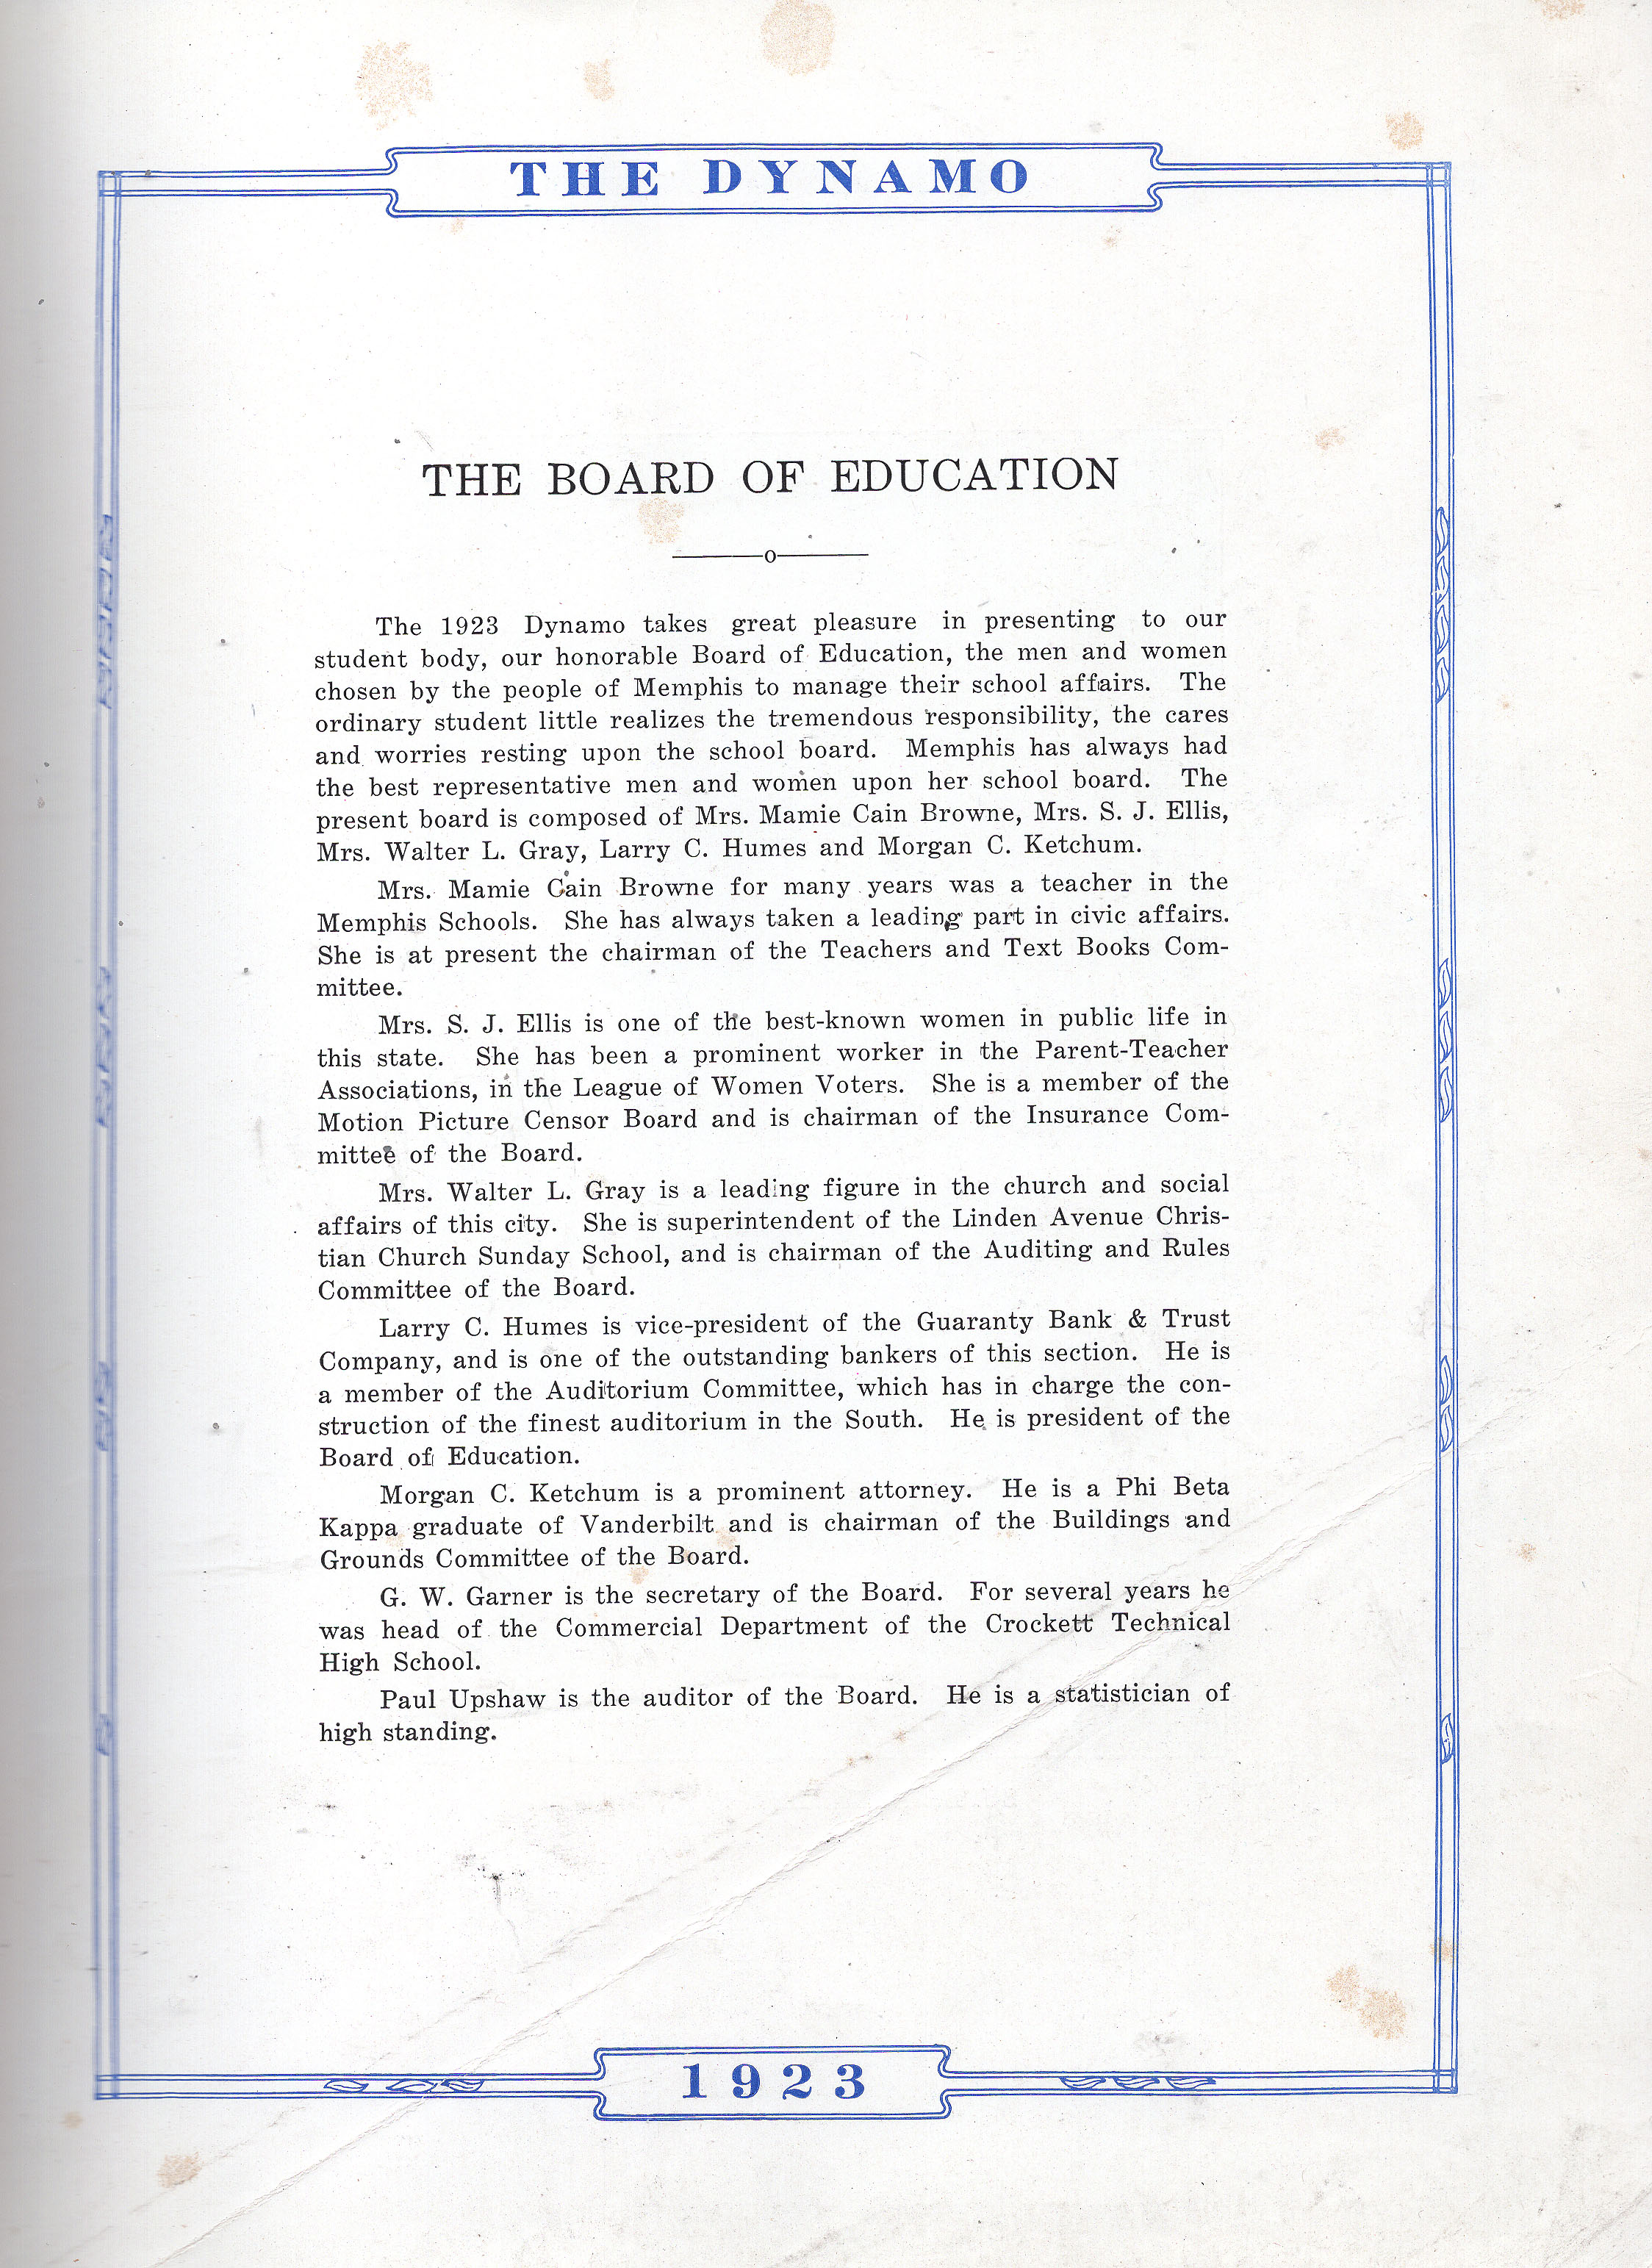 THE DYNAMO
THE BOARD OF EDUCATION
o
The 1923 Dynamo takes great pleasure in presenting to our
student body, our honorable Board of Education, the men and women
chosen by the people of Memphis to manage their school affairs. The
ordinary student little realizes the tremendous responsibility, the cares
and worries resting upon the school board. Memphis has always had
the best representative men and women upon her school board. The
present board is composed of Mrs. Mamie Cain Browne, Mrs. S. J. Ellis,
Mrs. Walter L. Gray, Larry C. Humes and Morgan C. Ketchum.
Mrs. Mamie Cain Browne for many years was a teacher in the
Memphis Schools. She has always taken a leading part in civic affairs.
She is at present the chairman of the Teachers and Text Books Com-
mittee.
Mrs. S. J. Ellis is one of the best-known women in public life in
this state. She has been a prominent worker in the Parent-Teacher
Associations, in the League of Women Voters. She is a member of the
Motion Picture Censor Board and is chairman of the Insurance Com-
mittee of the Board.
Mrs. Walter L. Gray is a leading figure in the church and social
affairs of this city. She is superintendent of the Linden Avenue Chris-
tian Church Sunday School, and is chairman of the Auditing and Rules
Committee of the Board.
Larry C. Humes is vice-president of the Guaranty Bank & Trust
Company, and is one of the outstanding bankers of this section. He is
a member of the Auditorium Committee, which has in charge the con-
struction of the finest auditorium in the South. He is president of the
Board of Education.
Morgan C. Ketchum is a prominent attorney. He is a Phi Beta
Kappa graduate of Vanderbilt and is chairman of the Buildings and
Grounds Committee of the Board.
G. W. Garner is the secretary of the Board. For several years he
was head of the Commercial Department of the Crockett Technical
High School.
Paul Upshaw is the auditor of the Board. He is a statistician of
high standing.
1923